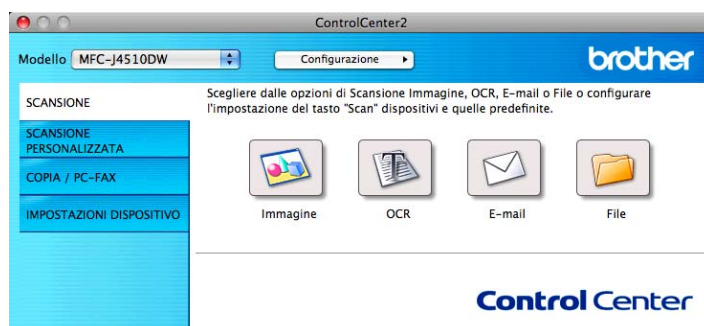 ControlCenter2
Modello MFC-J4510DW Configurazione brother
SCANSIONE
SCANSIONE
PERSONALIZZATA
COPIA / PC-FAX
IMPOSTAZIONI DISPOSITIVO
Scegliere dalle opzioni di Scansione Immagine, OCR, E-mail o File o configurare
l'impostazione del tasto "Scan" dispositivi e quelle predefinite.
Immagine OCR E-mail File
Control Center